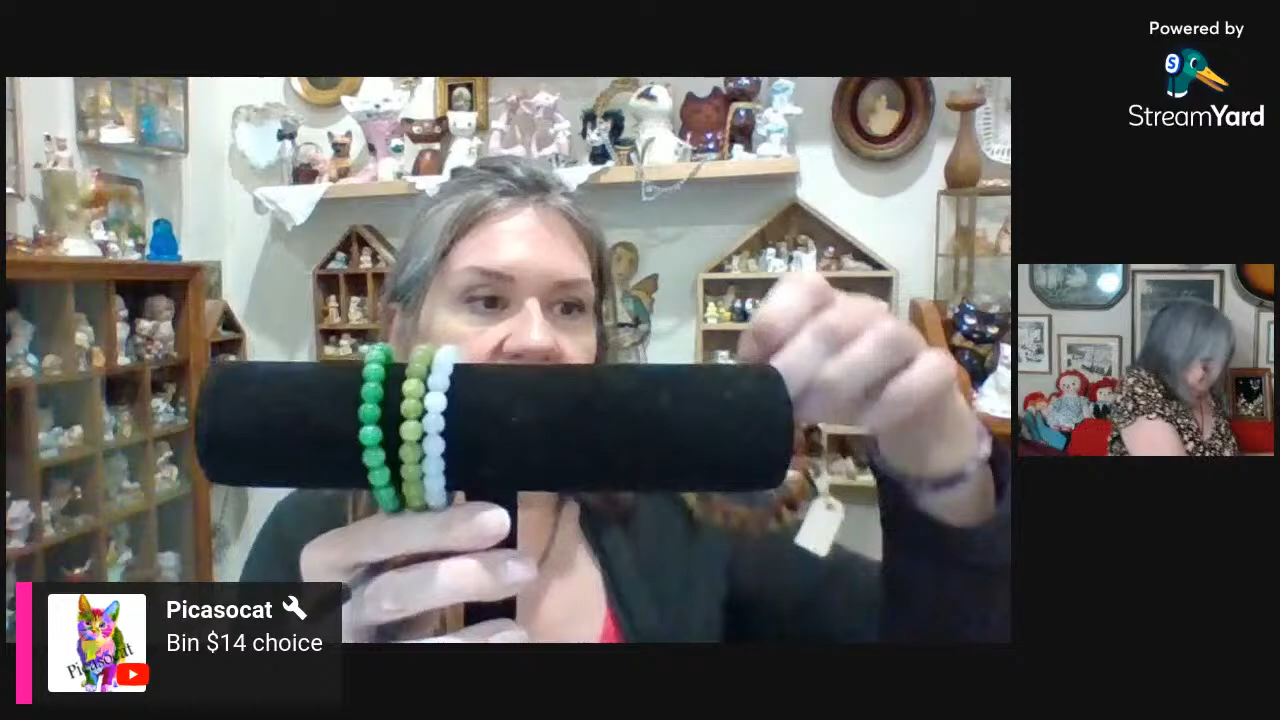 Powered by
StreamYard
Picasocat
Bin $14 choice
Picasocat